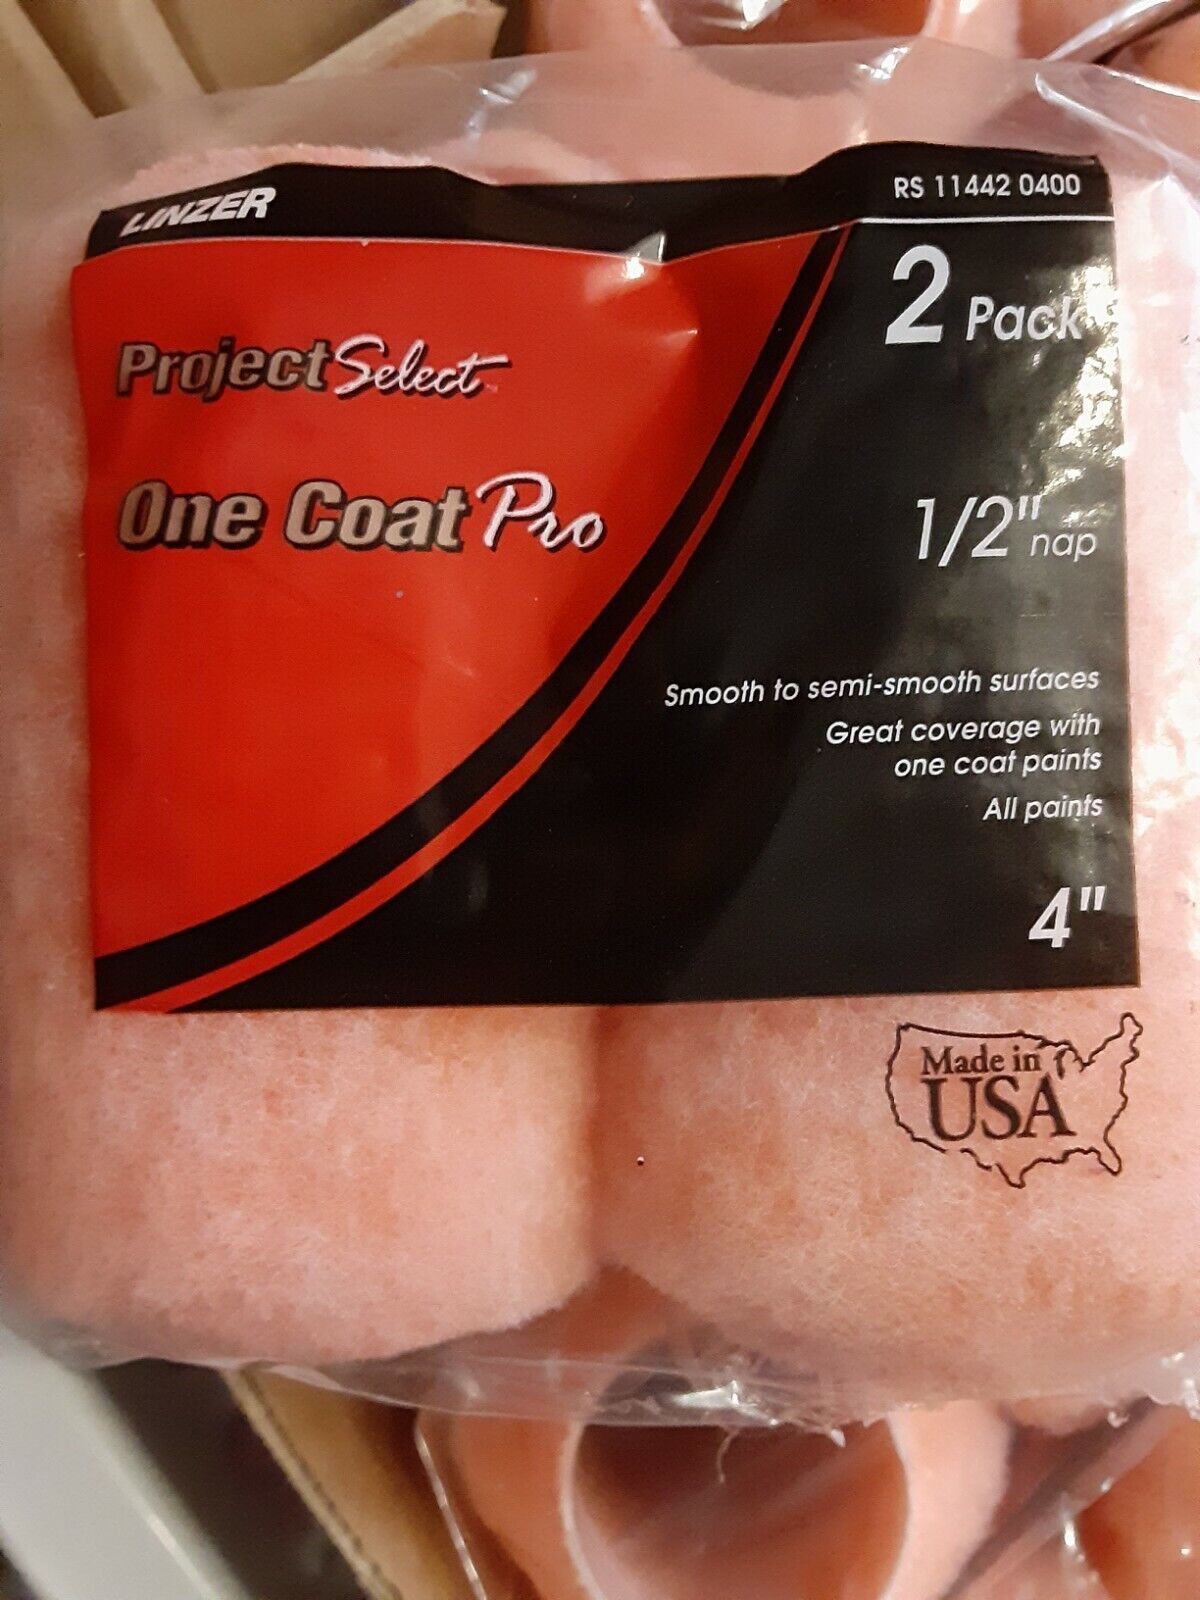 LINZER
RS 11442 0400
2 Pack
Project Select
One Coat Pro
1/2" nap
Smooth to semi-smooth surfaces
Great coverage with
one coat paints
All paints
4"
Made in
USA